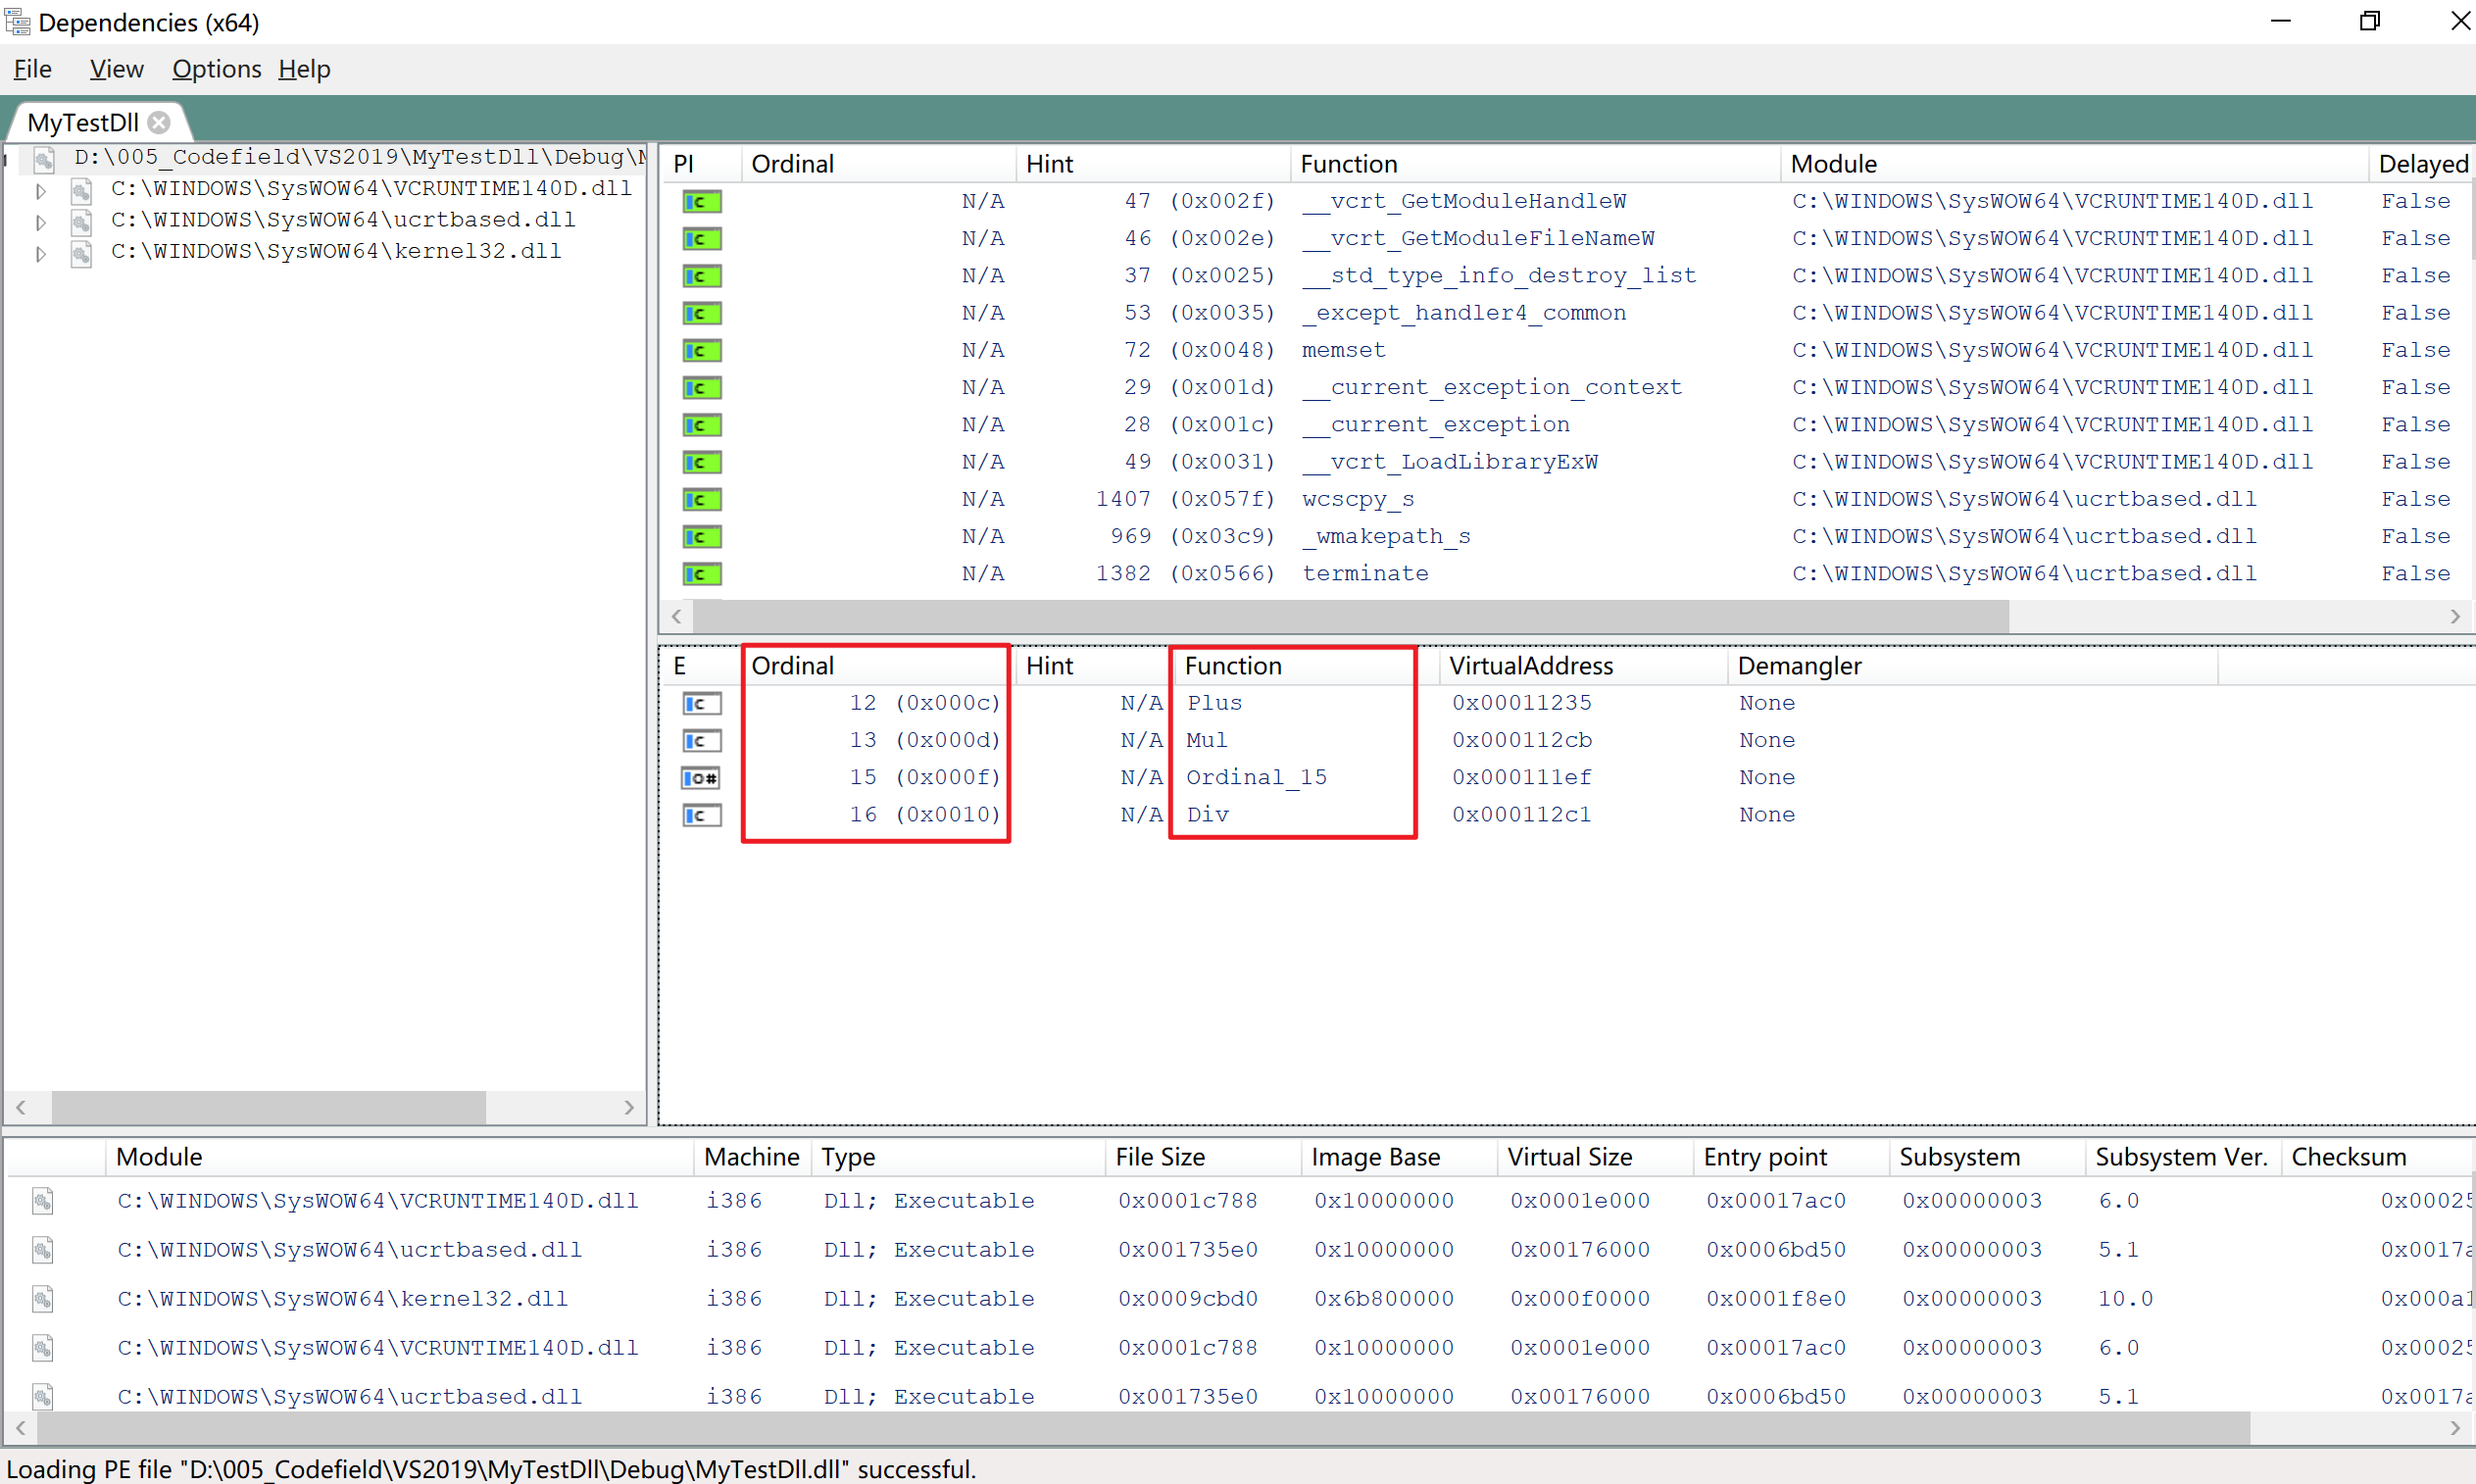 Dependencies (x64)
File View Options Help
MyTestDll
D:\005_Codefield\VS2019\MyTestDll\Debug\
C:\WINDOWS\SysWOW64\VCRUNTIME140D.dll
C:\WINDOWS\SysWOW64\ucrtbased.dll
C:\WINDOWS\SysWOW64\kernel32.dll
PI Ordinal Hint Function Module Delayed
N/A 47 (0x002f) __vcrt_GetModuleHandleW C:\WINDOWS\SysWOW64\VCRUNTIME140D.dll False
N/A 46 (0x002e) __vcrt_GetModuleFileNameW C:\WINDOWS\SysWOW64\VCRUNTIME140D.dll False
N/A 37 (0x0025) __std_type_info_destroy_list C:\WINDOWS\SysWOW64\VCRUNTIME140D.dll False
N/A 53 (0x0035) _except_handler4_common C:\WINDOWS\SysWOW64\VCRUNTIME140D.dll False
N/A 72 (0x0048) memset C:\WINDOWS\SysWOW64\VCRUNTIME140D.dll False
N/A 29 (0x001d) __current_exception_context C:\WINDOWS\SysWOW64\VCRUNTIME140D.dll False
N/A 28 (0x001c) __current_exception C:\WINDOWS\SysWOW64\VCRUNTIME140D.dll False
N/A 49 (0x0031) __vcrt_LoadLibraryExW C:\WINDOWS\SysWOW64\VCRUNTIME140D.dll False
N/A 1407 (0x057f) wcscpy_s C:\WINDOWS\SysWOW64\ucrtbased.dll False
N/A 969 (0x03c9) _wmakepath_s C:\WINDOWS\SysWOW64\ucrtbased.dll False
N/A 1382 (0x0566) terminate C:\WINDOWS\SysWOW64\ucrtbased.dll False
E Ordinal Hint Function VirtualAddress Demangler
12 (0x000c) N/A Plus 0x00011235 None
13 (0x000d) N/A Mul 0x000112cb None
15 (0x000f) N/A Ordinal_15 0x000111ef None
16 (0x0010) N/A Div 0x000112c1 None
Module Machine Type File Size Image Base Virtual Size Entry point Subsystem Subsystem Ver. Checksum
C:\WINDOWS\SysWOW64\VCRUNTIME140D.dll i386 Dll; Executable 0x0001c788 0x10000000 0x0001e000 0x00017ac0 0x00000003 6.0 0x00025
C:\WINDOWS\SysWOW64\ucrtbased.dll i386 Dll; Executable 0x001735e0 0x10000000 0x00176000 0x0006bd50 0x00000003 5.1 0x0017a
C:\WINDOWS\SysWOW64\kernel32.dll i386 Dll; Executable 0x0009cbd0 0x6b800000 0x000f0000 0x0001f8e0 0x00000003 10.0 0x000a1
C:\WINDOWS\SysWOW64\VCRUNTIME140D.dll i386 Dll; Executable 0x0001c788 0x10000000 0x0001e000 0x00017ac0 0x00000003 6.0 0x00025
C:\WINDOWS\SysWOW64\ucrtbased.dll i386 Dll; Executable 0x001735e0 0x10000000 0x00176000 0x0006bd50 0x00000003 5.1 0x0017a
Loading PE file "D:\005_Codefield\VS2019\MyTestDll\Debug\MyTestDll.dll" successful.